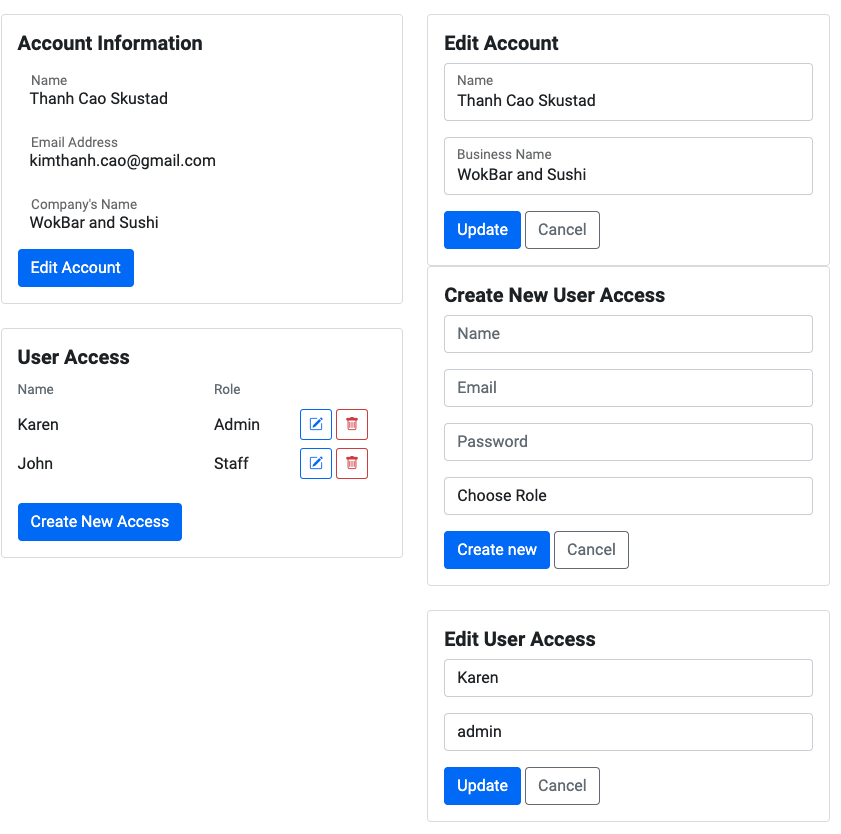 Account Information
Name
Thanh Cao Skustad
Email Address
kimthanh.cao@gmail.com
Company's Name
WokBar and Sushi
Edit Account
User Access
Name Role
Karen Admin
John Staff
Create New Access
Edit Account
Name
Thanh Cao Skustad
Business Name
WokBar and Sushi
Update Cancel
Create New User Access
Name
Email
Password
Choose Role
Create new Cancel
Edit User Access
Karen
admin
Update Cancel